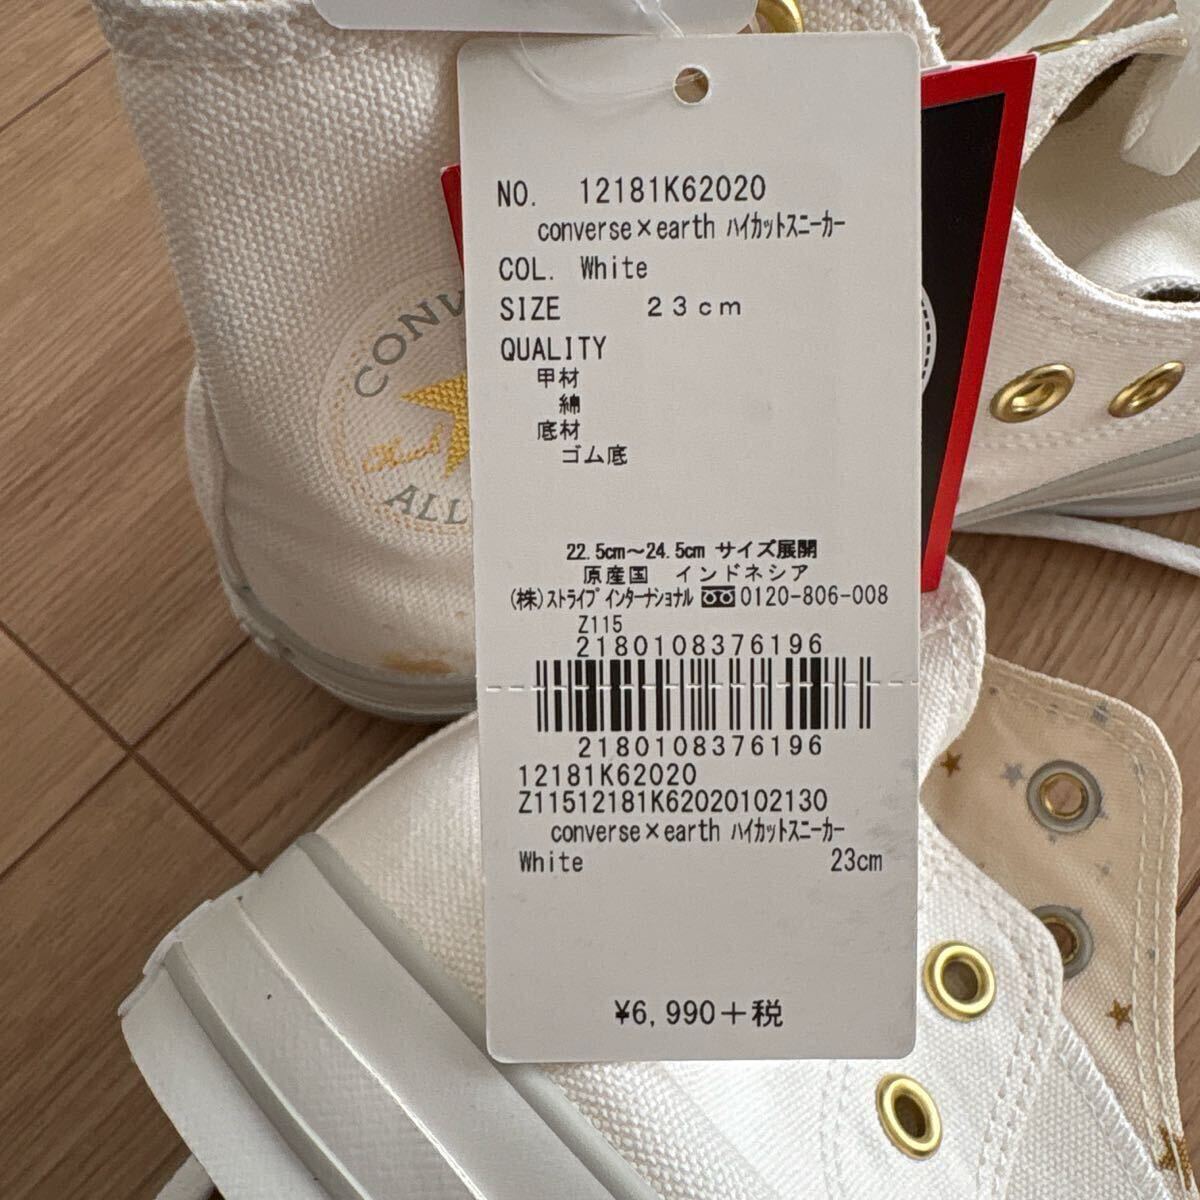 NO. 12181K62020
converse×earth ハイカットスニーカー
COL. White
SIZE 23cm
QUALITY
甲材
綿
底材
ゴム底
22.5cm～24.5cm サイズ展開
原産国 インドネシア
(株)ストライプインターナショナル 0120-806-008
Z115
2180108376196
2180108376196
12181K62020
Z11512181K62020102130
converse×earth ハイカットスニーカー
White 23cm
¥6,990＋税
ALL